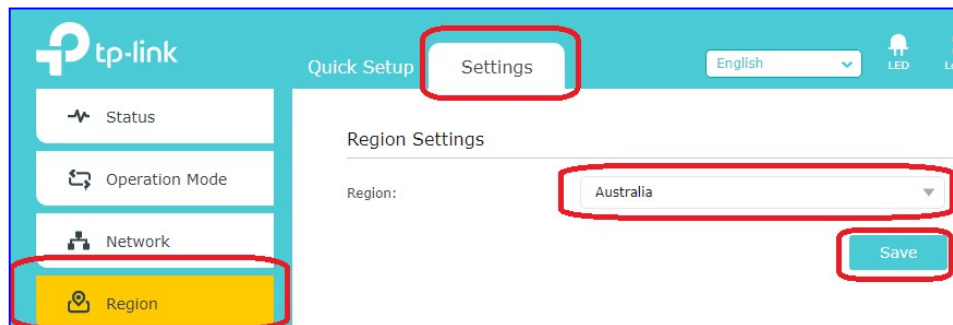 tp-link
Quick Setup
Settings
English
LED
Status
Operation Mode
Network
Region
Region Settings
Region:
Australia
Save